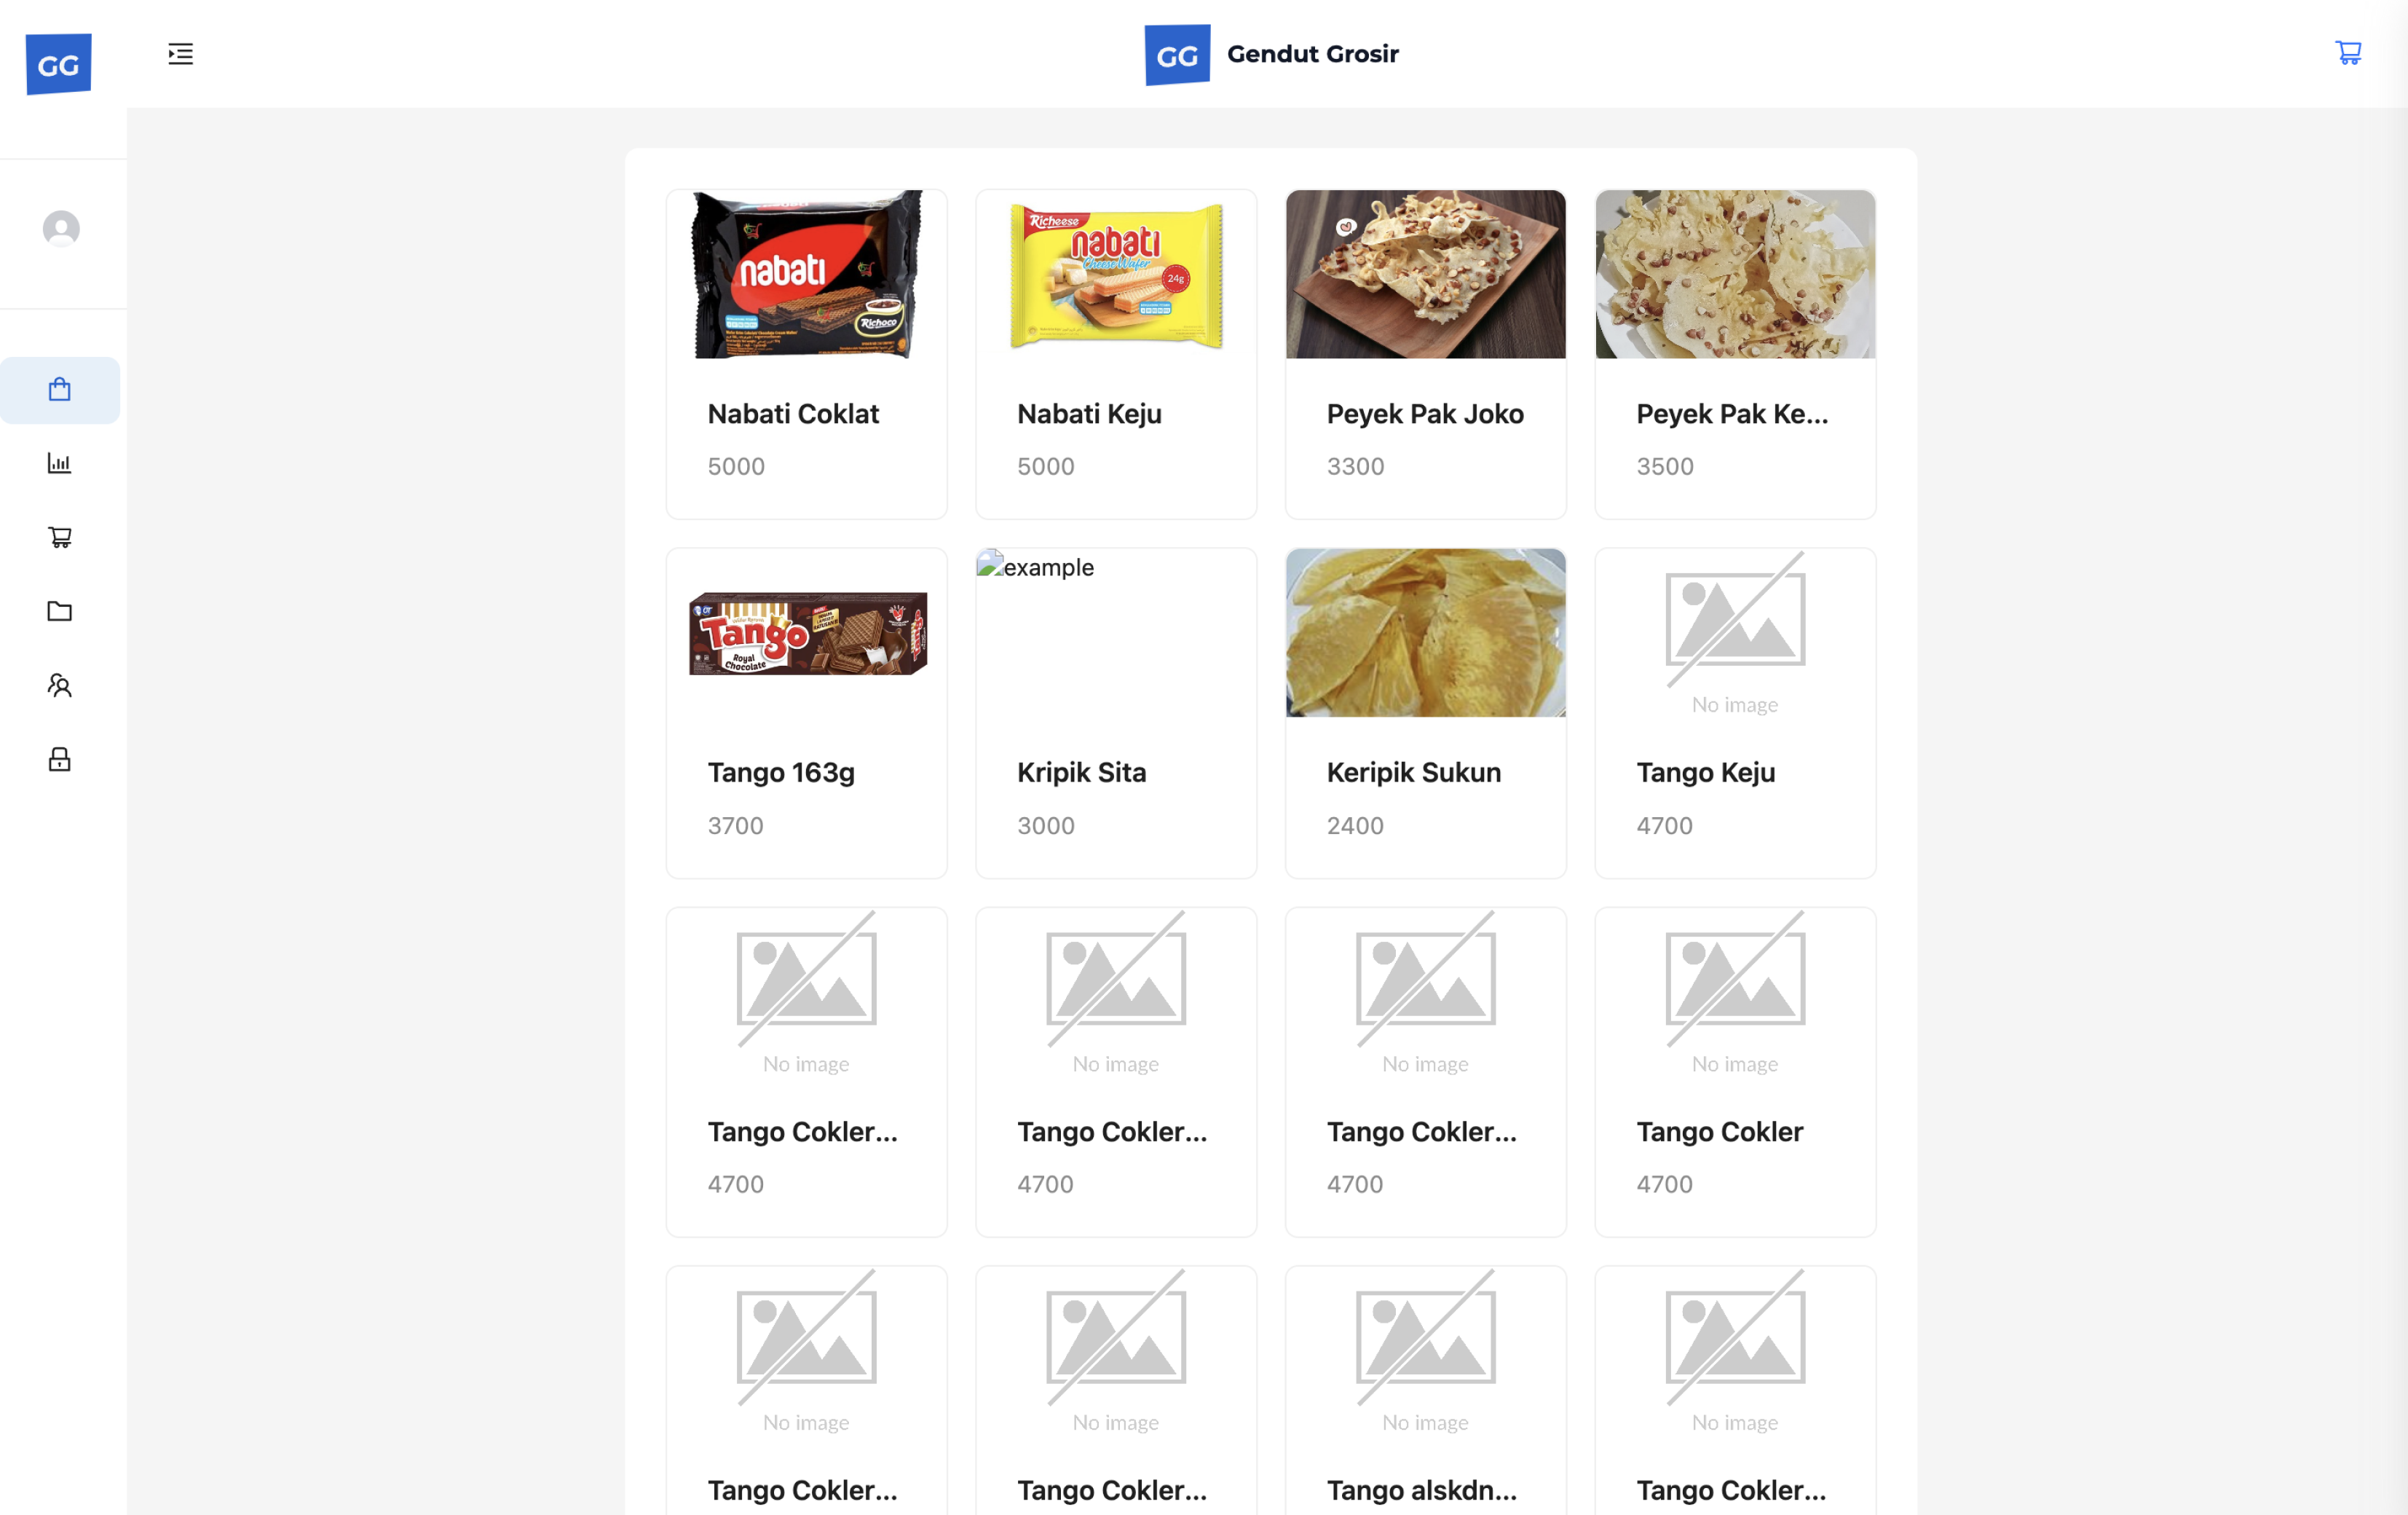 GG
GG Gendut Grosir
nabati
Richoco
Richeese
nabati
Cheese Wafer
24g
Nabati Coklat
5000
Nabati Keju
5000
Peyek Pak Joko
3300
Peyek Pak Ke...
3500
Tango
Royal
Chocolate
Tango
example
Tango 163g
3700
Kripik Sita
3000
Keripik Sukun
2400
No image
Tango Keju
4700
No image
Tango Cokler...
4700
No image
Tango Cokler...
4700
No image
Tango Cokler...
4700
No image
Tango Cokler
4700
No image
Tango Cokler...
No image
Tango Cokler...
No image
Tango alskdn...
No image
Tango Cokler...